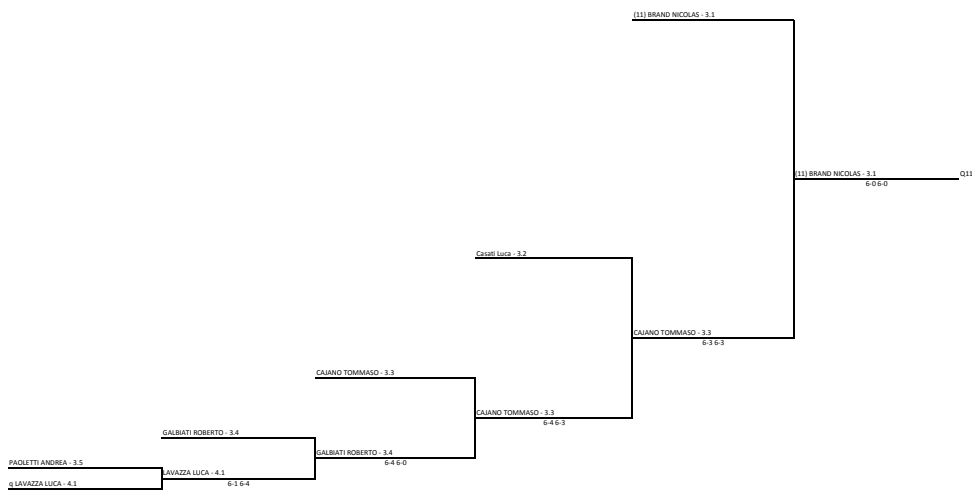 (11) BRAND NICOLAS - 3.1
(11) BRAND NICOLAS - 3.1
Q11
6-0 6-0
Casati Luca - 3.2
CAJANO TOMMASO - 3.3
6-3 6-3
CAJANO TOMMASO - 3.3
CAJANO TOMMASO - 3.3
6-4 6-3
GALBIATI ROBERTO - 3.4
GALBIATI ROBERTO - 3.4
6-4 6-0
PAOLETTI ANDREA - 3.5
LAVAZZA LUCA - 4.1
6-1 6-4
q LAVAZZA LUCA - 4.1